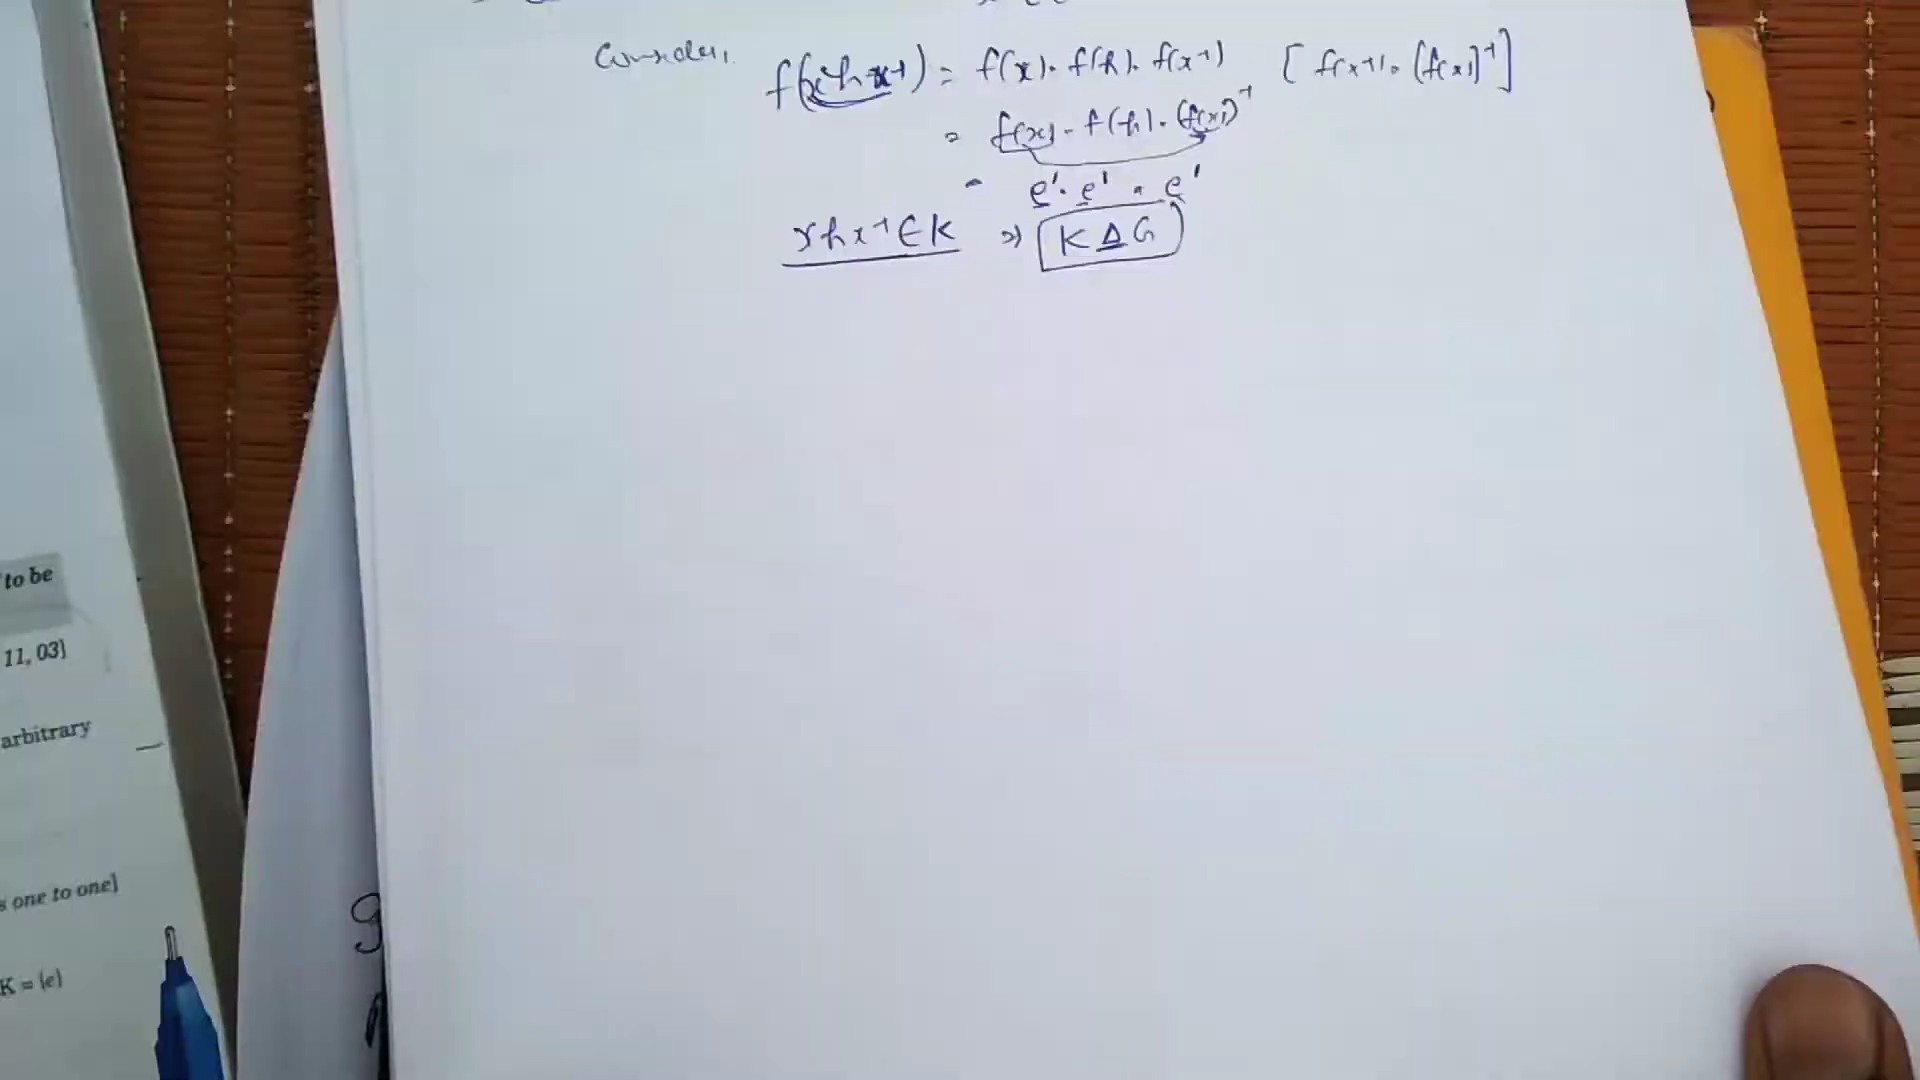 Consider, f(xhx⁻¹) = f(x). f(h). f(x⁻¹) [f(x⁻¹) = [f(x)]⁻¹]
= f(x) . f(h) . (f(x))⁻¹
= e'. e' = e'
xhx⁻¹ ∈ K ⇒ K Δ G
to be
11, 03]
arbitrary
s one to one]
K = {e}